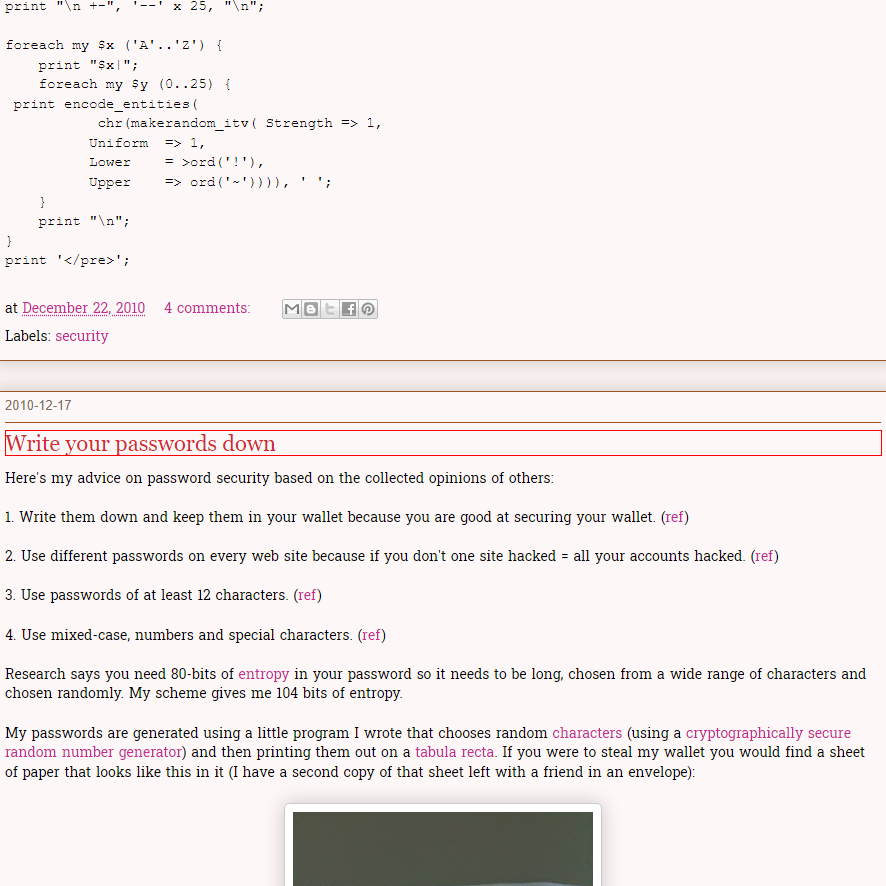 print "\n +-", '--' x 25, "\n";
foreach my $x ('A'..'Z') {
    print "$x|";
    foreach my $y (0..25) {
 print encode_entities(
           chr(makerandom_itv( Strength => 1,
          Uniform  => 1,
          Lower    = >ord('!'),
          Upper    => ord('~')))), ' ';
    }
    print "\n";
}
print '</pre>';
at December 22, 2010 4 comments:
Labels: security
2010-12-17
Write your passwords down
Here's my advice on password security based on the collected opinions of others:
1. Write them down and keep them in your wallet because you are good at securing your wallet. (ref)
2. Use different passwords on every web site because if you don't one site hacked = all your accounts hacked. (ref)
3. Use passwords of at least 12 characters. (ref)
4. Use mixed-case, numbers and special characters. (ref)
Research says you need 80-bits of entropy in your password so it needs to be long, chosen from a wide range of characters and
chosen randomly. My scheme gives me 104 bits of entropy.
My passwords are generated using a little program I wrote that chooses random characters (using a cryptographically secure
random number generator) and then printing them out on a tabula recta. If you were to steal my wallet you would find a sheet
of paper that looks like this in it (I have a second copy of that sheet left with a friend in an envelope):